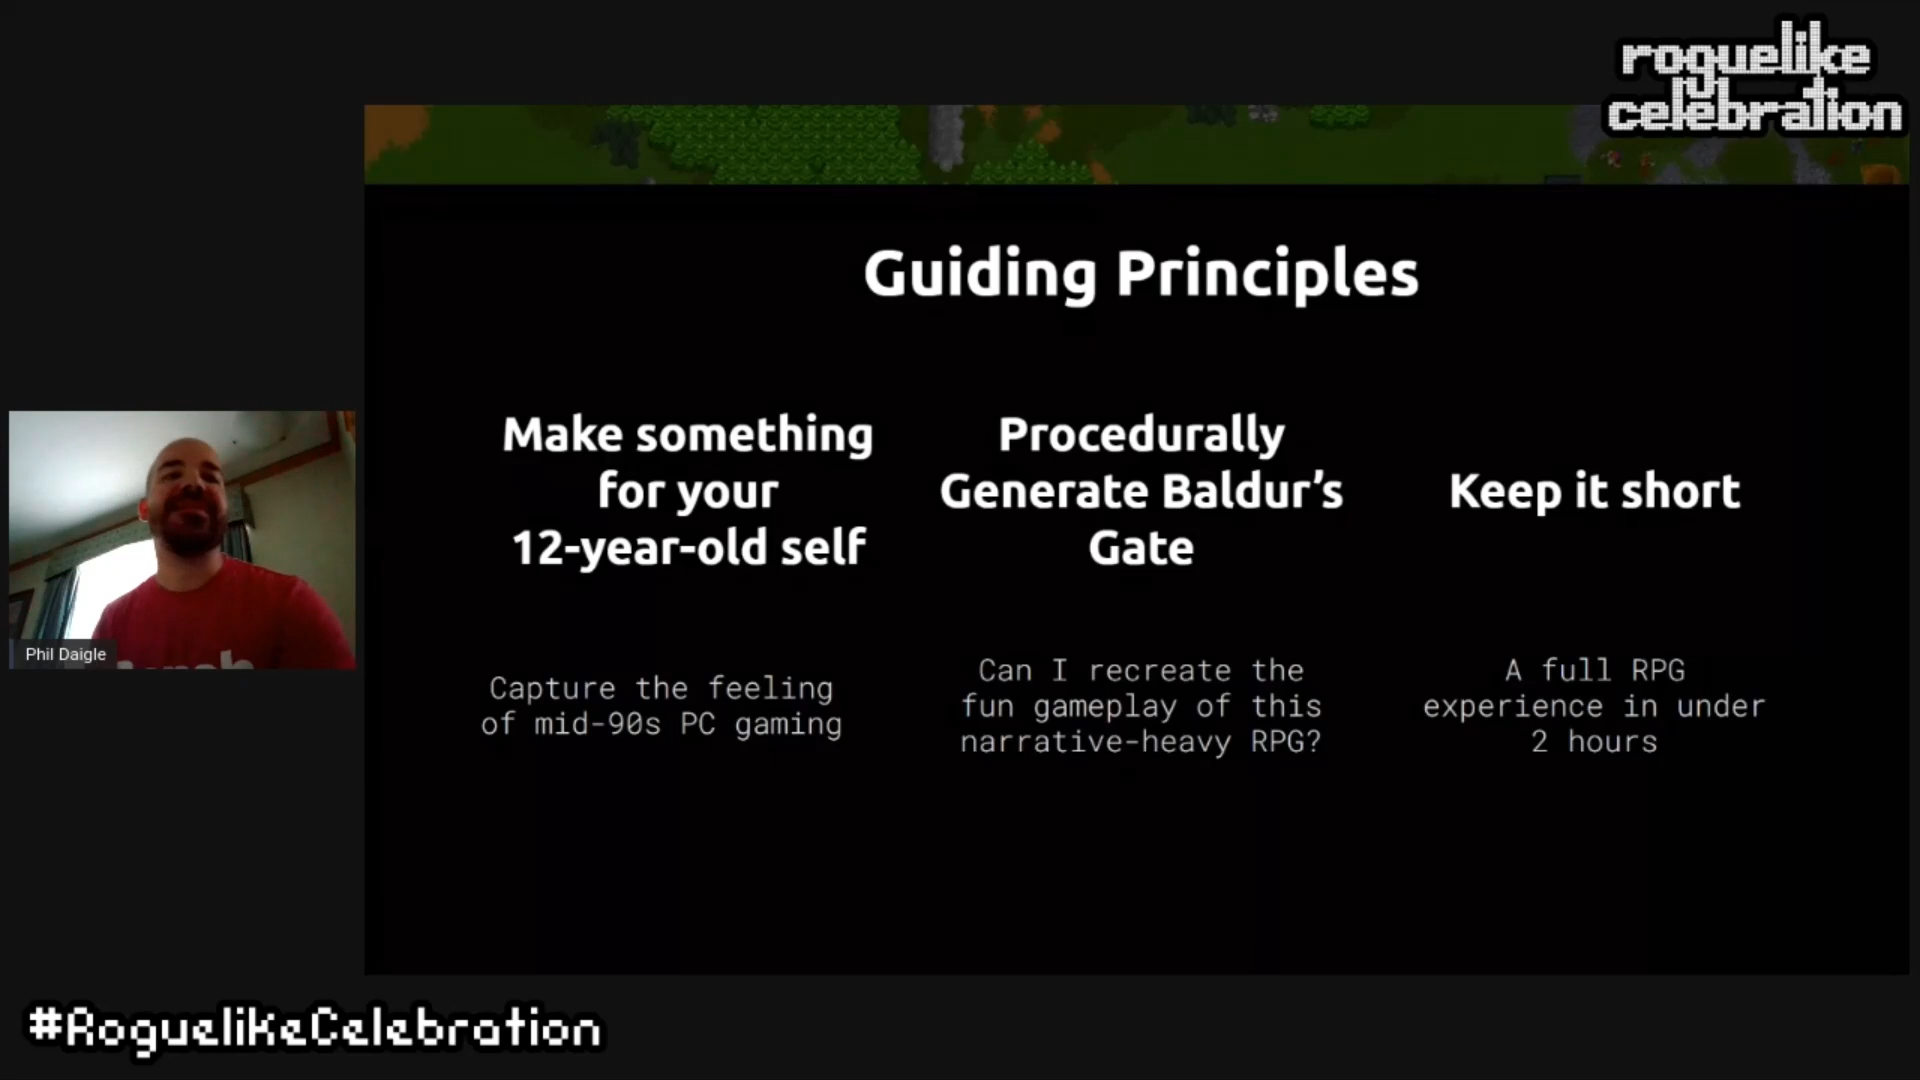 roguelike
celebration
Guiding Principles
Make something
for your
12-year-old self
Procedurally
Generate Baldur’s
Gate
Keep it short
Capture the feeling
of mid-90s PC gaming
Can I recreate the
fun gameplay of this
narrative-heavy RPG?
A full RPG
experience in under
2 hours
Phil Daigle
#RoguelikeCelebration